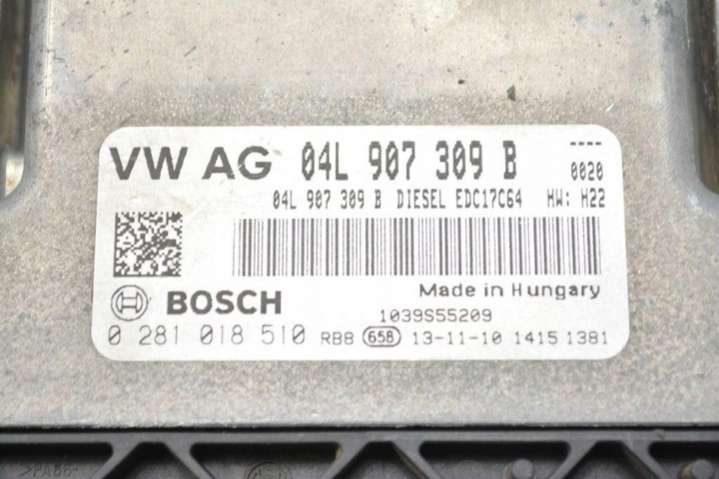 VW AG 04L 907 309 B ----
0020
04L 907 309 B DIESEL EDC17C64 HW: H22
Made in Hungary
BOSCH
1039S55209
0 281 018 510 RB8 658 13-11-10 1415 1381
>PA66-